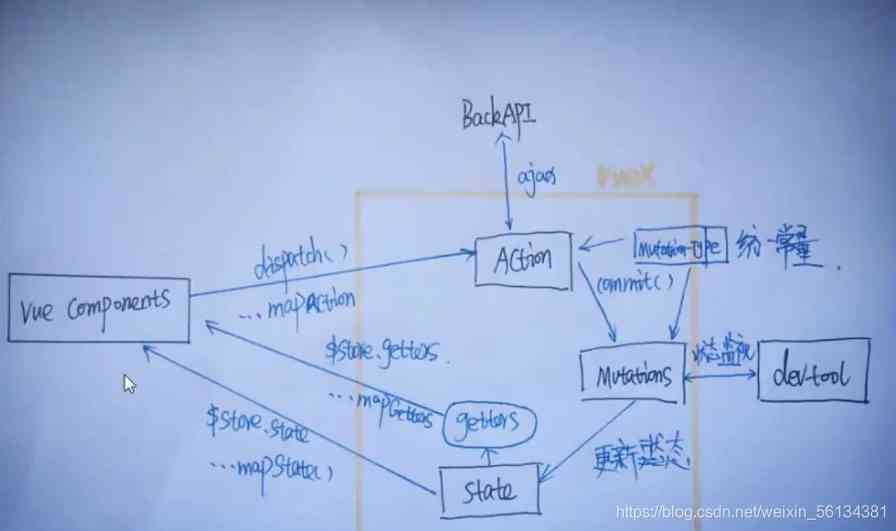 BackAPI
ajax
vuex
dispatch()
Action
Mutation-Type
统一常量
...mapAction
commit()
Vue Components
$store.getters
Mutations
状态监视
dev-tool
...mapGetters
getters
$store.state
更新状态
...mapState()
State
https://blog.csdn.net/weixin_56134381